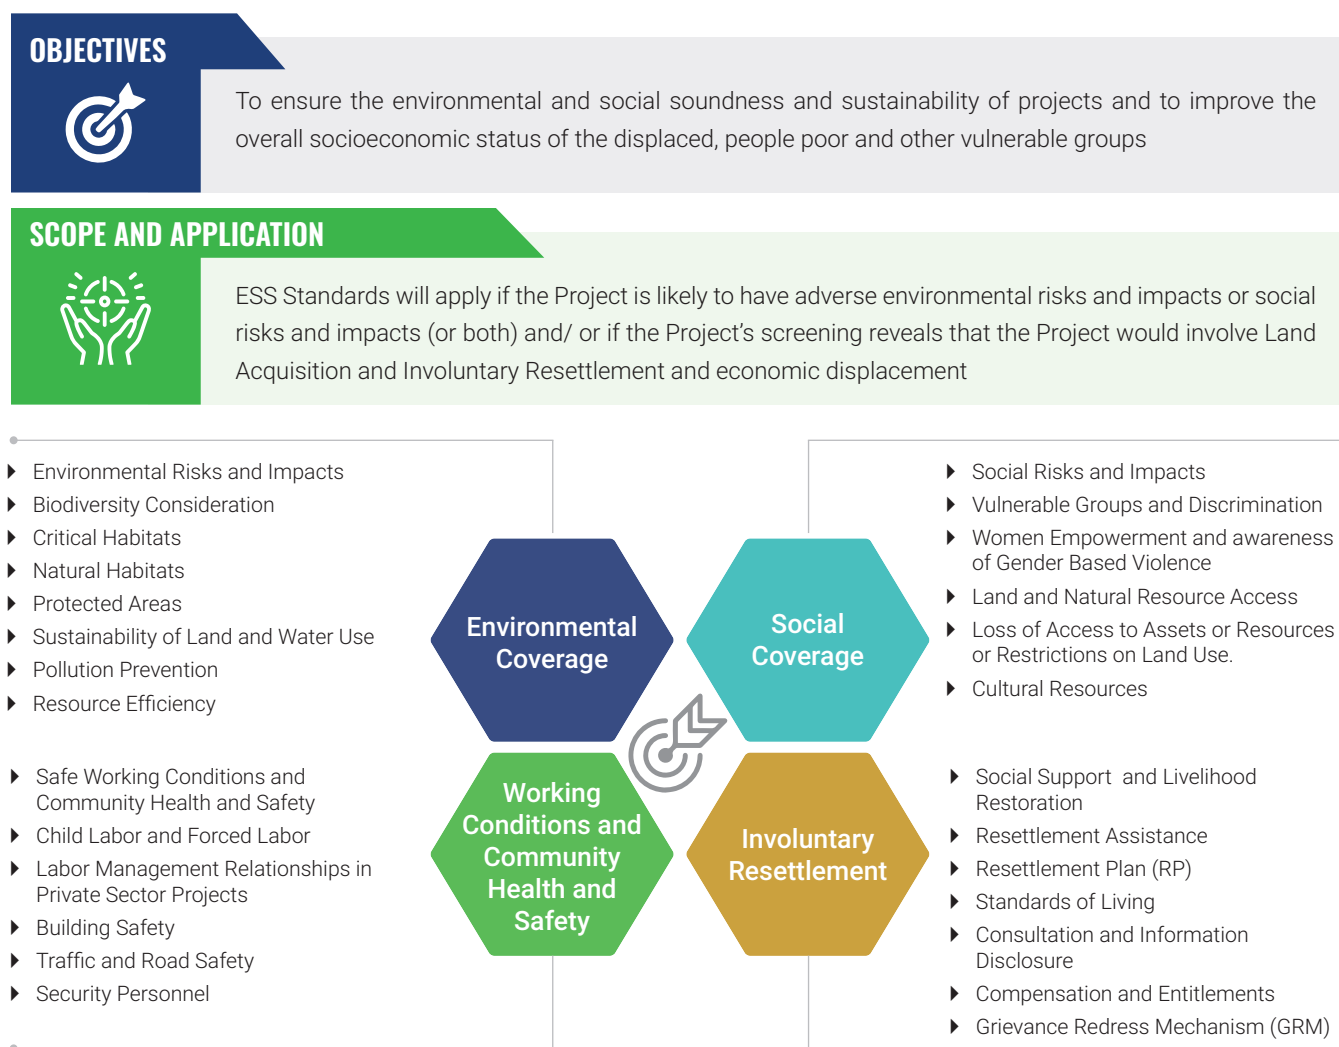 OBJECTIVES
To ensure the environmental and social soundness and sustainability of projects and to improve the
overall socioeconomic status of the displaced, people poor and other vulnerable groups
SCOPE AND APPLICATION
ESS Standards will apply if the Project is likely to have adverse environmental risks and impacts or social
risks and impacts (or both) and/ or if the Project's screening reveals that the Project would involve Land
Acquisition and Involuntary Resettlement and economic displacement
Environmental Risks and Impacts
Biodiversity Consideration
Critical Habitats
Natural Habitats
Protected Areas
Sustainability of Land and Water Use
Pollution Prevention
Resource Efficiency
Environmental
Coverage
Social
Coverage
Social Risks and Impacts
Vulnerable Groups and Discrimination
Women Empowerment and awareness
of Gender Based Violence
Land and Natural Resource Access
Loss of Access to Assets or Resources
or Restrictions on Land Use.
Cultural Resources
Safe Working Conditions and
Community Health and Safety
Child Labor and Forced Labor
Labor Management Relationships in
Private Sector Projects
Building Safety
Traffic and Road Safety
Security Personnel
Working
Conditions and
Community
Health and
Safety
Involuntary
Resettlement
Social Support and Livelihood
Restoration
Resettlement Assistance
Resettlement Plan (RP)
Standards of Living
Consultation and Information
Disclosure
Compensation and Entitlements
Grievance Redress Mechanism (GRM)